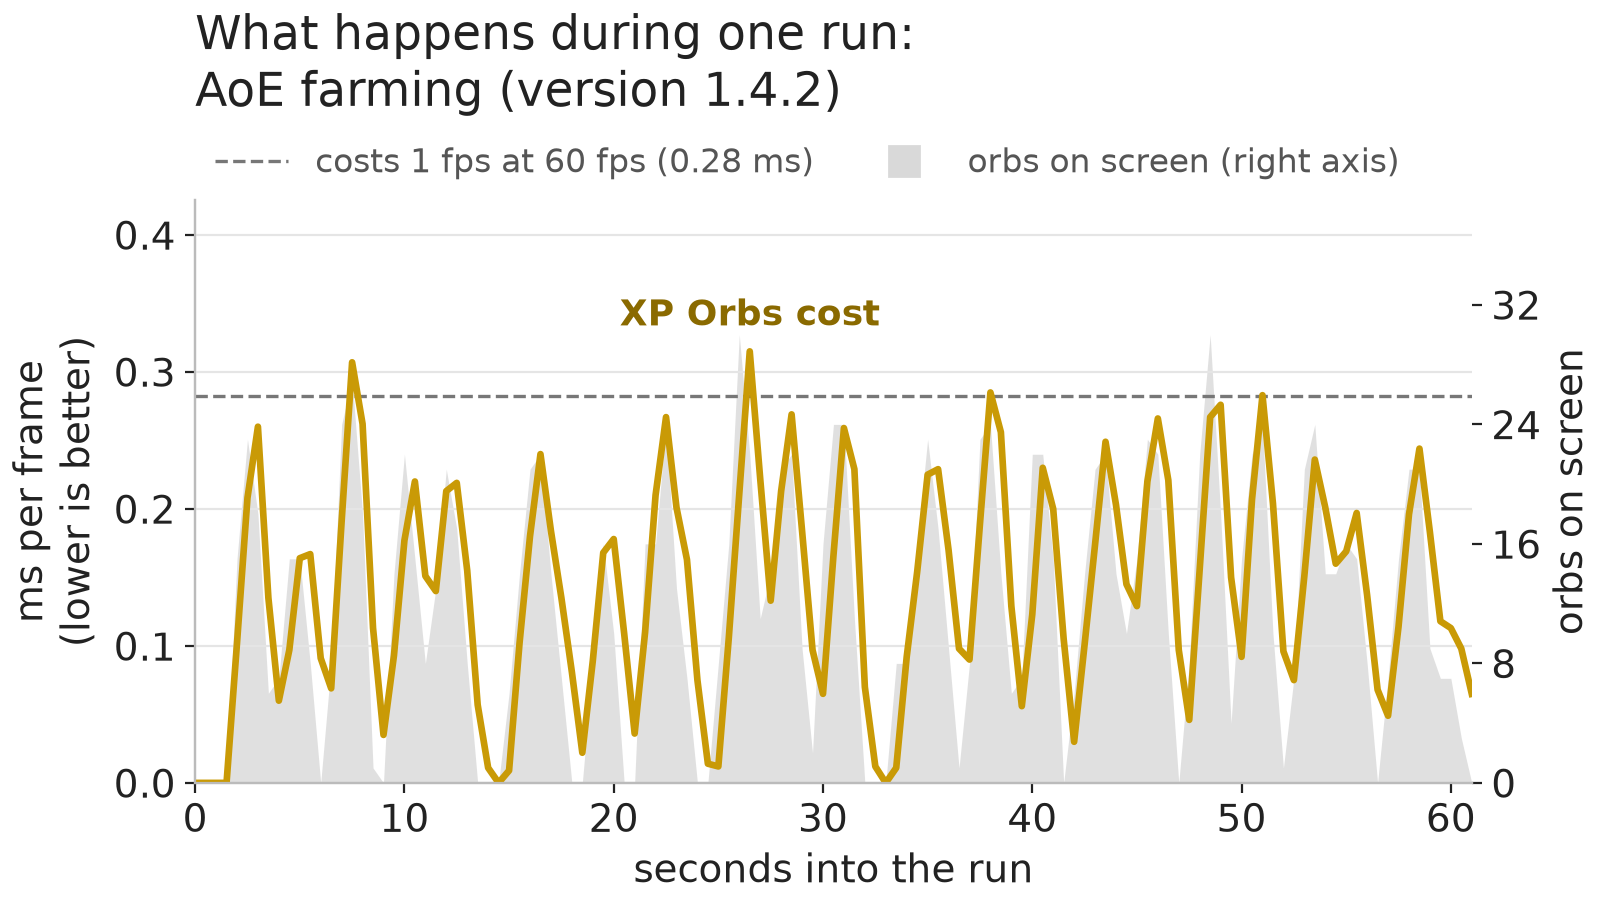 What happens during one run:
AoE farming (version 1.4.2)
costs 1 fps at 60 fps (0.28 ms)
orbs on screen (right axis)
XP Orbs cost
ms per frame
(lower is better)
0.4
0.3
0.2
0.1
0.0
32
24
16
8
0
orbs on screen
0
10
20
30
40
50
60
seconds into the run